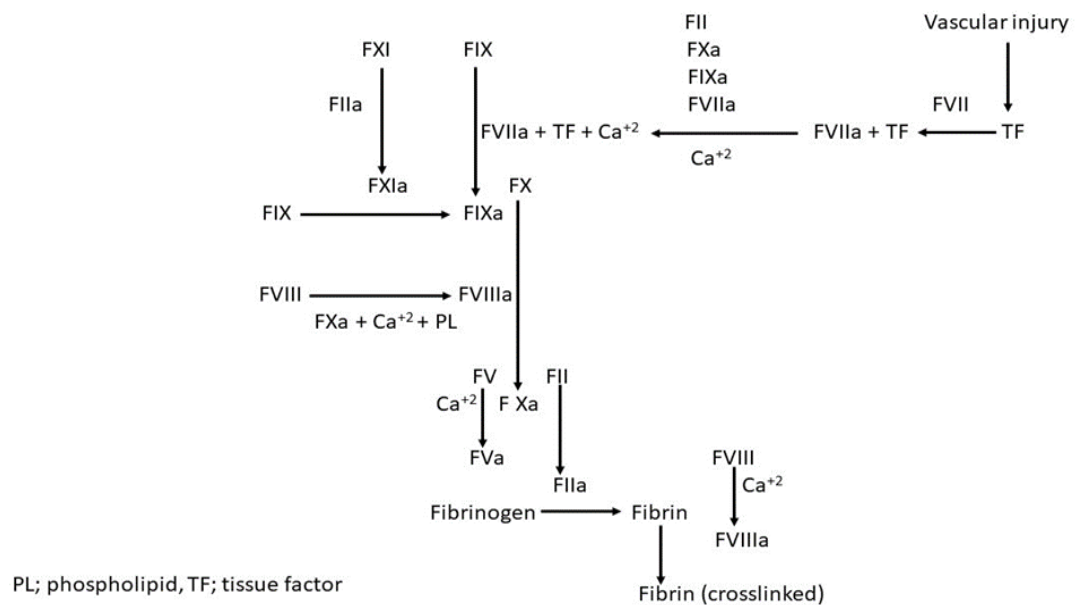 FII
Vascular injury
FXI
FIX
FXa
FIXa
FIIa
FVIIa
FVII
FVIIa + TF + Ca+2
FVIIa + TF
TF
Ca+2
FXIa
FX
FIX
FIXa
FVIII
FVIIIa
FXa + Ca+2 + PL
FV
FII
Ca+2
F Xa
FVa
FVIII
FIIa
Ca+2
Fibrinogen
Fibrin
FVIIIa
PL; phospholipid, TF; tissue factor
Fibrin (crosslinked)